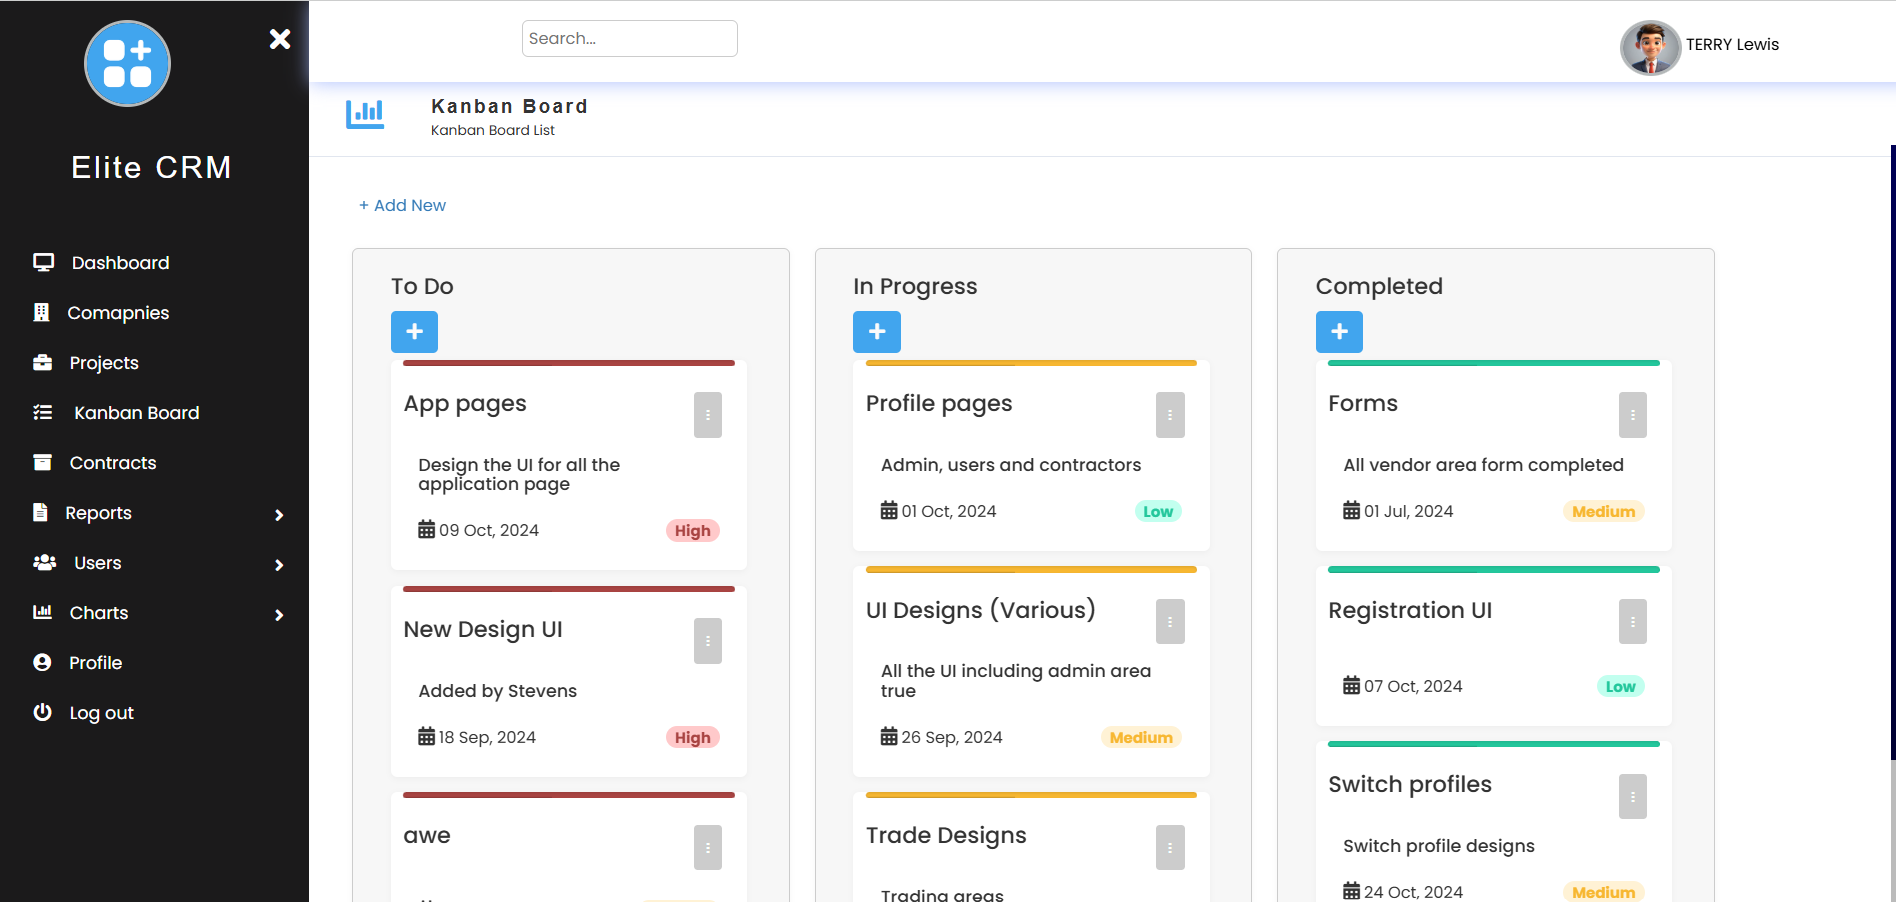 Elite CRM
Dashboard
Comapnies
Projects
Kanban Board
Contracts
Reports
Users
Charts
Profile
Log out
Search...
TERRY Lewis
Kanban Board
Kanban Board List
+ Add New
To Do
App pages
Design the UI for all the
application page
09 Oct, 2024
High
New Design UI
Added by Stevens
18 Sep, 2024
High
awe
In Progress
Profile pages
Admin, users and contractors
01 Oct, 2024
Low
UI Designs (Various)
All the UI including admin area
true
26 Sep, 2024
Medium
Trade Designs
Trading areas
Completed
Forms
All vendor area form completed
01 Jul, 2024
Medium
Registration UI
07 Oct, 2024
Low
Switch profiles
Switch profile designs
24 Oct, 2024
Medium